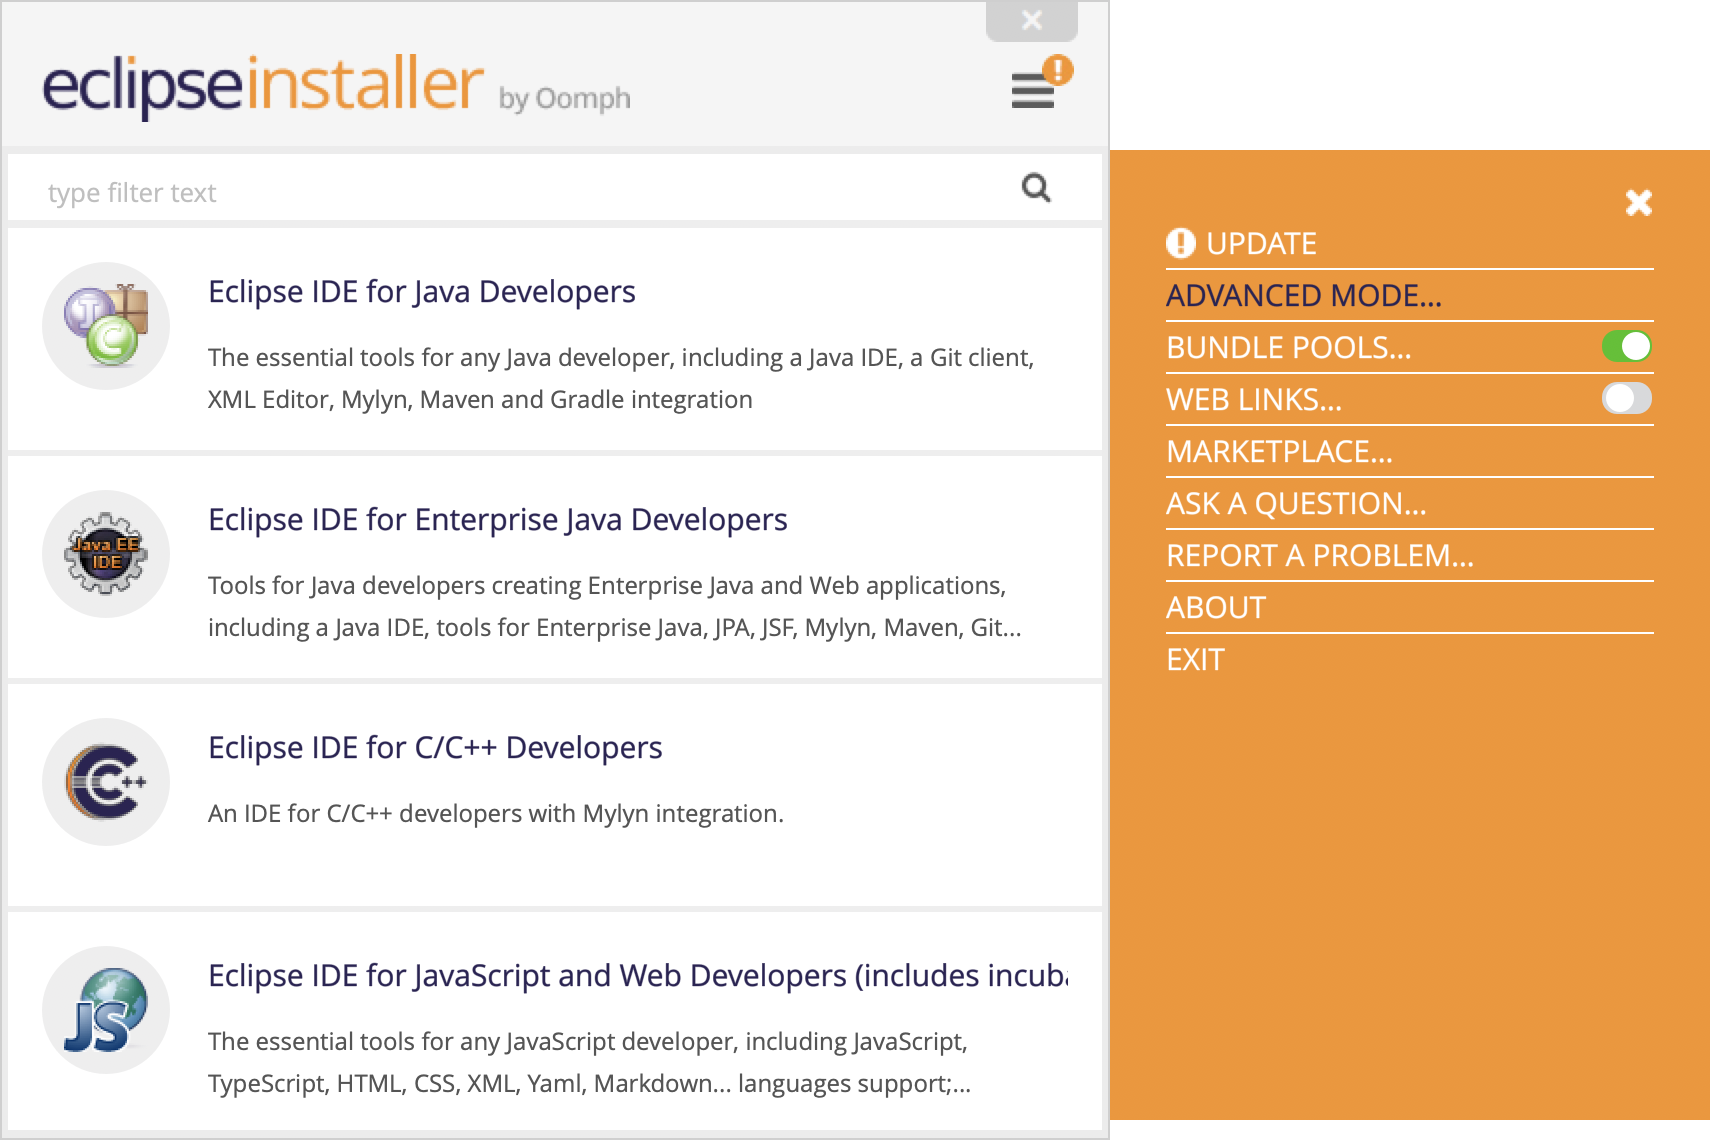 eclipseinstaller by Oomph
type filter text
Eclipse IDE for Java Developers
The essential tools for any Java developer, including a Java IDE, a Git client,
XML Editor, Mylyn, Maven and Gradle integration
Java EE
IDE
Eclipse IDE for Enterprise Java Developers
Tools for Java developers creating Enterprise Java and Web applications,
including a Java IDE, tools for Enterprise Java, JPA, JSF, Mylyn, Maven, Git...
C++
Eclipse IDE for C/C++ Developers
An IDE for C/C++ developers with Mylyn integration.
JS
Eclipse IDE for JavaScript and Web Developers (includes incuba
The essential tools for any JavaScript developer, including JavaScript,
TypeScript, HTML, CSS, XML, Yaml, Markdown... languages support;...
UPDATE
ADVANCED MODE...
BUNDLE POOLS...
WEB LINKS...
MARKETPLACE...
ASK A QUESTION...
REPORT A PROBLEM...
ABOUT
EXIT